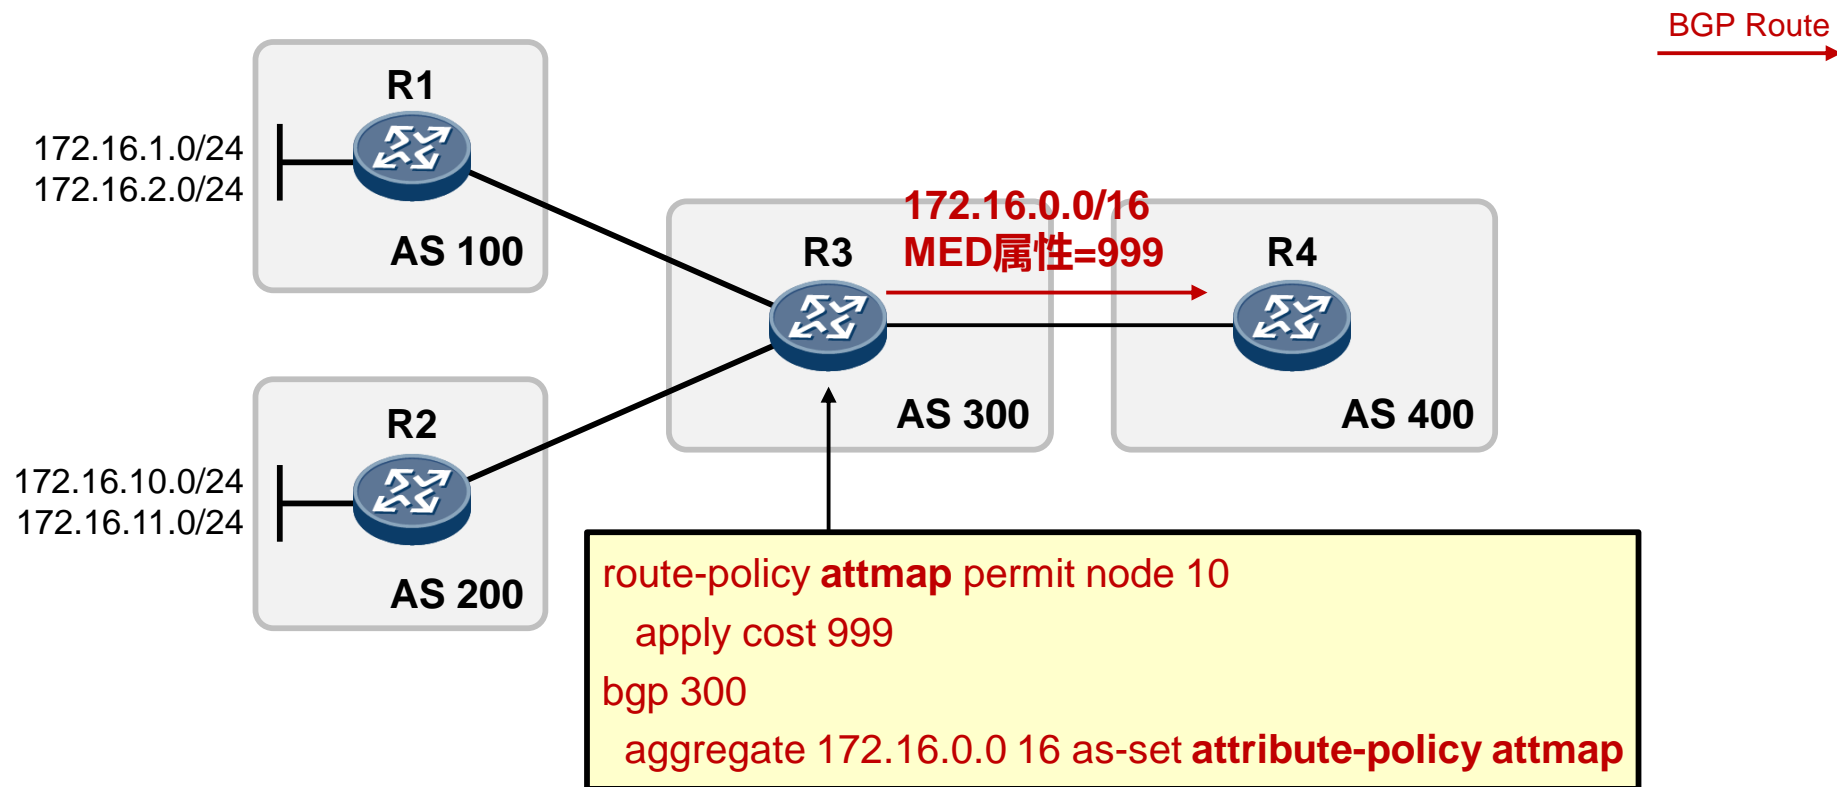 BGP Route
R1
172.16.1.0/24
172.16.2.0/24
AS 100
172.16.0.0/16
MED属性=999
R3
R4
AS 300
AS 400
R2
172.16.10.0/24
172.16.11.0/24
AS 200
route-policy attmap permit node 10
apply cost 999
bgp 300
aggregate 172.16.0.0 16 as-set attribute-policy attmap